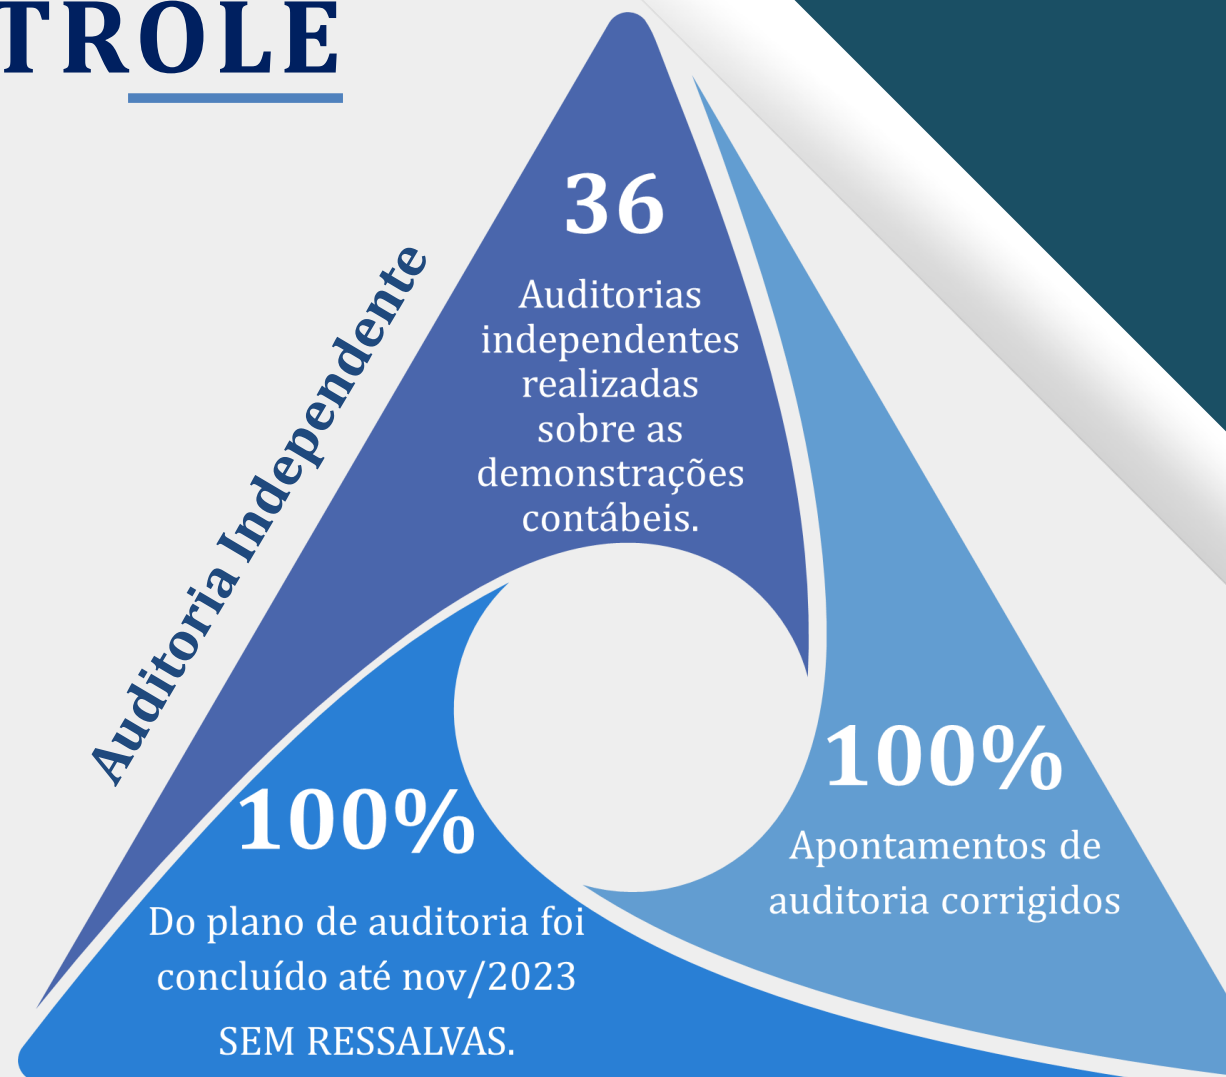 TROLE
Auditoria Independente
36
Auditorias
independentes
realizadas
sobre as
demonstrações
contábeis.
100%
Apontamentos de
auditoria corrigidos
100%
Do plano de auditoria foi
concluído até nov/2023
SEM RESSALVAS.